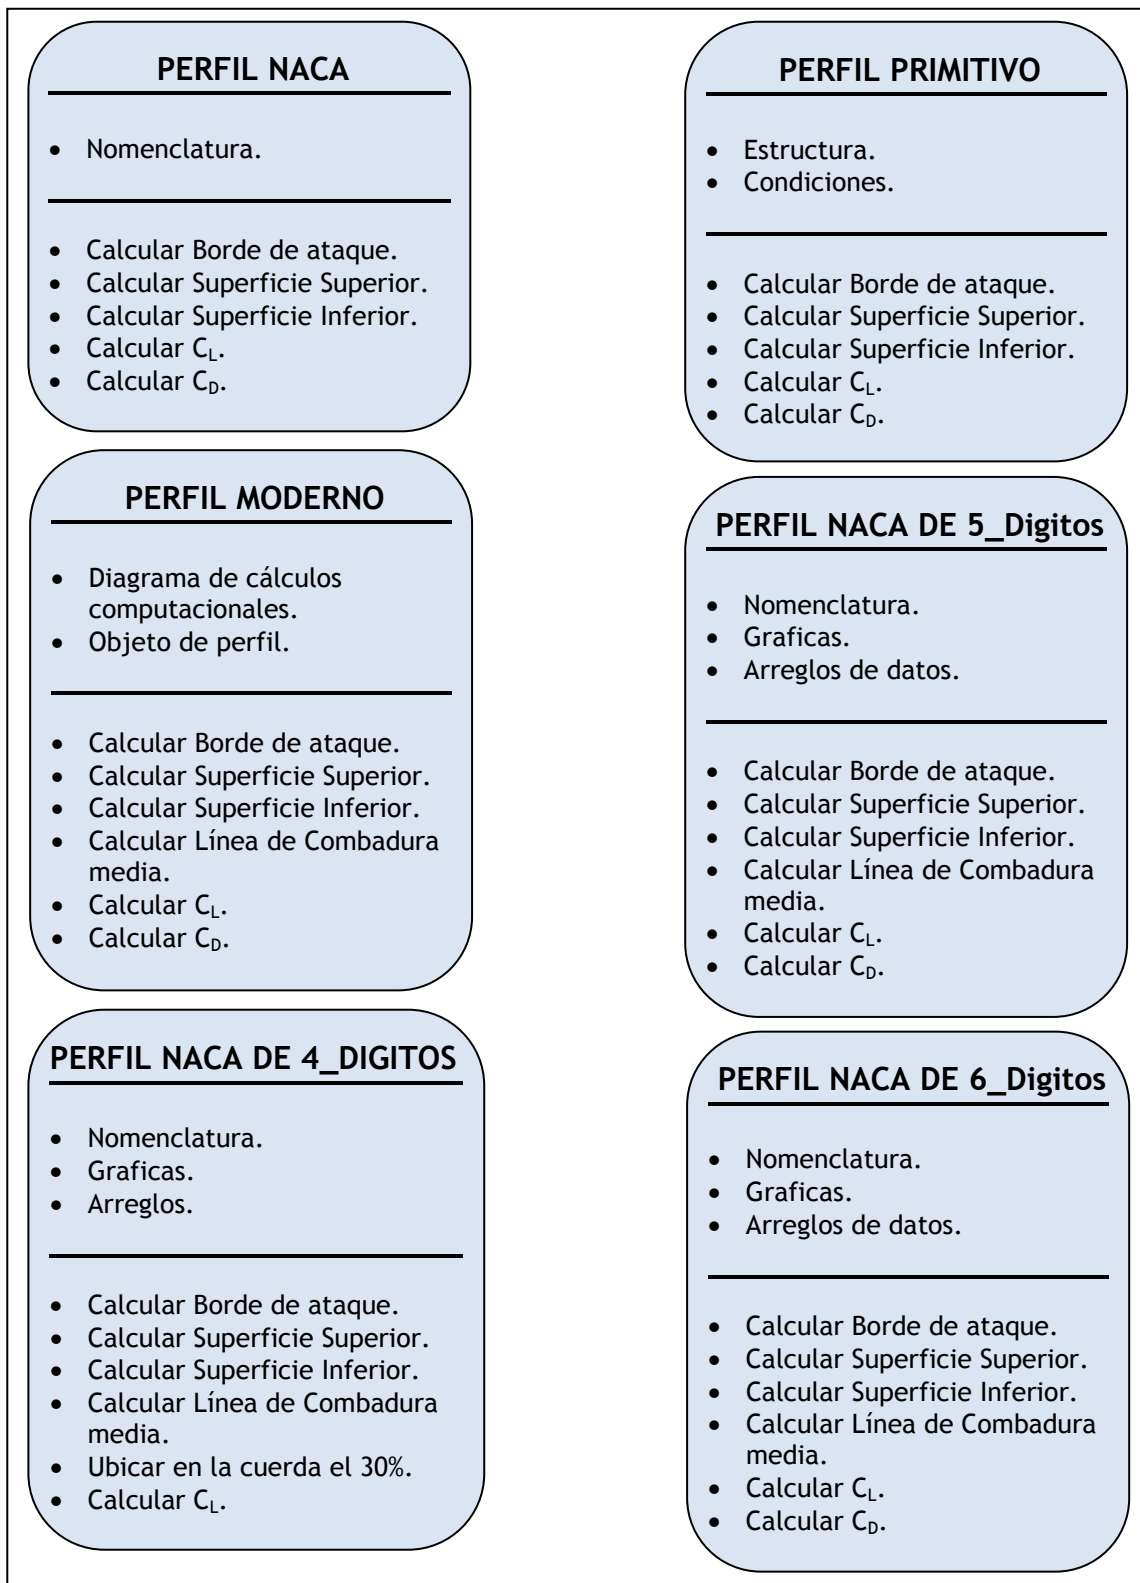 PERFIL NACA
• Nomenclatura.
• Calcular Borde de ataque.
• Calcular Superficie Superior.
• Calcular Superficie Inferior.
• Calcular CL.
• Calcular CD.
PERFIL PRIMITIVO
• Estructura.
• Condiciones.
• Calcular Borde de ataque.
• Calcular Superficie Superior.
• Calcular Superficie Inferior.
• Calcular CL.
• Calcular CD.
PERFIL MODERNO
• Diagrama de cálculos
computacionales.
• Objeto de perfil.
• Calcular Borde de ataque.
• Calcular Superficie Superior.
• Calcular Superficie Inferior.
• Calcular Línea de Combadura
media.
• Calcular CL.
• Calcular CD.
PERFIL NACA DE 5_Digitos
• Nomenclatura.
• Graficas.
• Arreglos de datos.
• Calcular Borde de ataque.
• Calcular Superficie Superior.
• Calcular Superficie Inferior.
• Calcular Línea de Combadura
media.
• Calcular CL.
• Calcular CD.
PERFIL NACA DE 4_DIGITOS
• Nomenclatura.
• Graficas.
• Arreglos.
• Calcular Borde de ataque.
• Calcular Superficie Superior.
• Calcular Superficie Inferior.
• Calcular Línea de Combadura
media.
• Ubicar en la cuerda el 30%.
• Calcular CL.
PERFIL NACA DE 6_Digitos
• Nomenclatura.
• Graficas.
• Arreglos de datos.
• Calcular Borde de ataque.
• Calcular Superficie Superior.
• Calcular Superficie Inferior.
• Calcular Línea de Combadura
media.
• Calcular CL.
• Calcular CD.